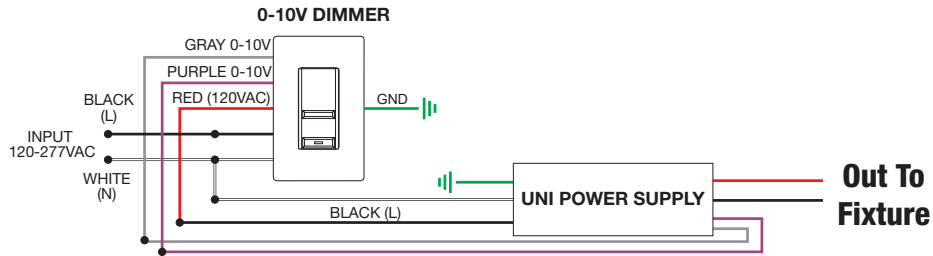 0-10V DIMMER
GRAY 0-10V
PURPLE 0-10V
RED (120VAC)
BLACK
(L)
GND
INPUT
120-277VAC
WHITE
(N)
BLACK (L)
UNI POWER SUPPLY
Out To
Fixture